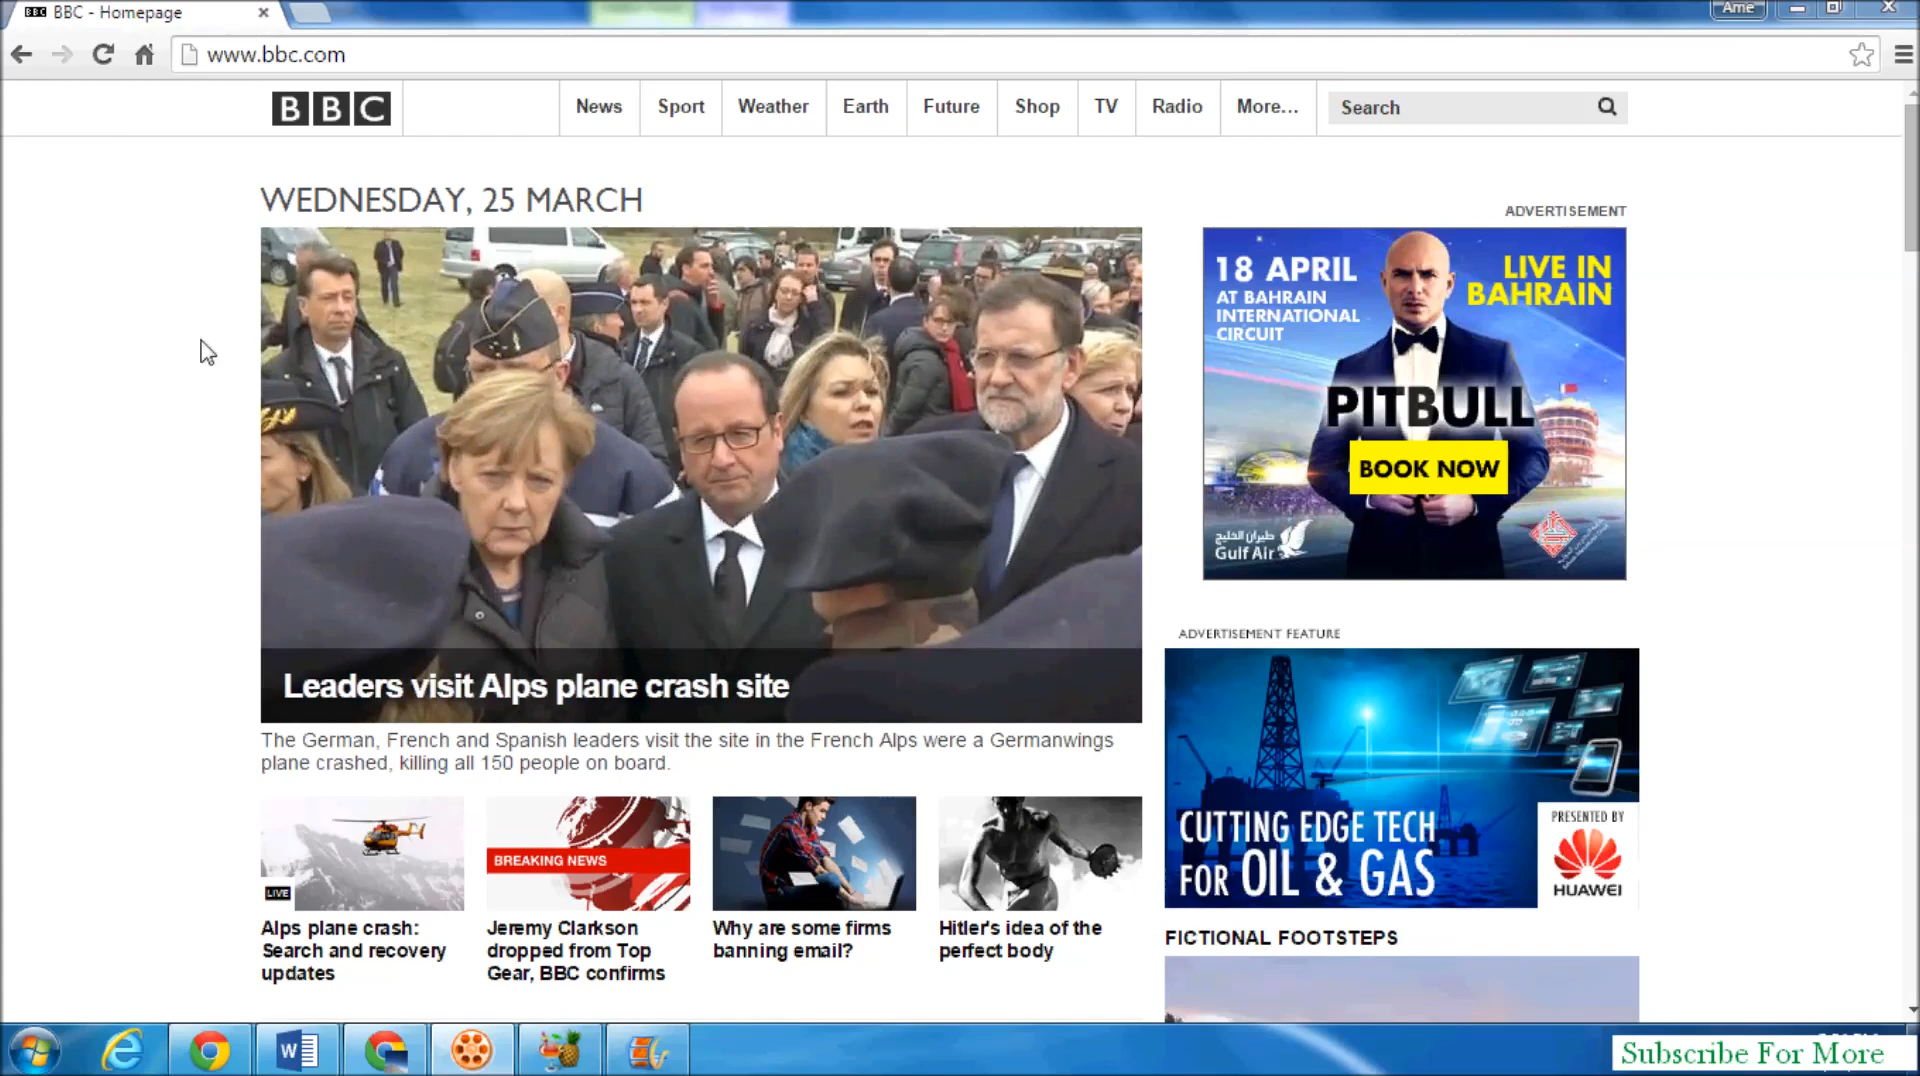 BBC BBC - Homepage
Ame
www.bbc.com
BBC
News
Sport
Weather
Earth
Future
Shop
TV
Radio
More...
Search
WEDNESDAY, 25 MARCH
ADVERTISEMENT
18 APRIL
AT BAHRAIN
INTERNATIONAL
CIRCUIT
LIVE IN
BAHRAIN
PITBULL
BOOK NOW
طيران الخليج
Gulf Air
Leaders visit Alps plane crash site
The German, French and Spanish leaders visit the site in the French Alps were a Germanwings
plane crashed, killing all 150 people on board.
ADVERTISEMENT FEATURE
CUTTING EDGE TECH
FOR OIL & GAS
PRESENTED BY
HUAWEI
LIVE
Alps plane crash:
Search and recovery
updates
BREAKING NEWS
Jeremy Clarkson
dropped from Top
Gear, BBC confirms
Why are some firms
banning email?
Hitler's idea of the
perfect body
FICTIONAL FOOTSTEPS
W
Subscribe For More